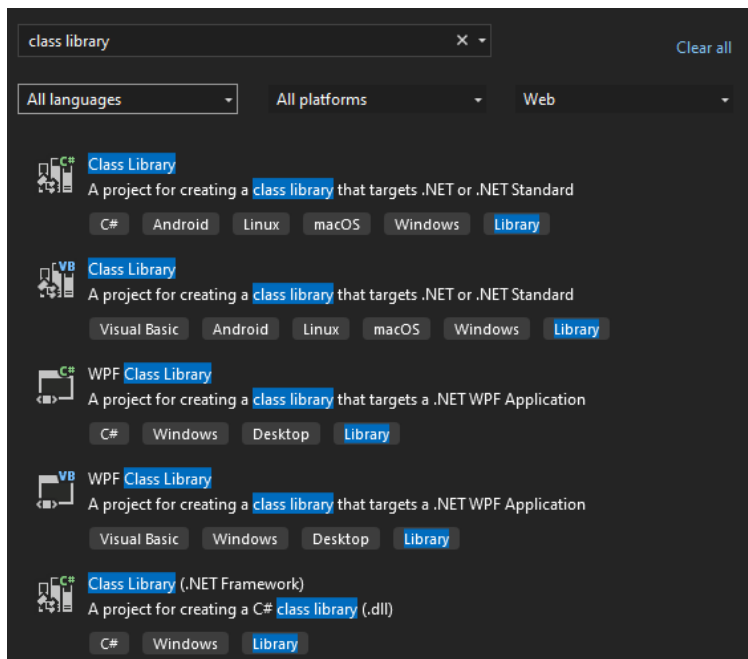 class library
Clear all
All languages All platforms Web
C#
Class Library
A project for creating a class library that targets .NET or .NET Standard
C# Android Linux macOS Windows Library
VB
Class Library
A project for creating a class library that targets .NET or .NET Standard
Visual Basic Android Linux macOS Windows Library
C#
WPF Class Library
A project for creating a class library that targets a .NET WPF Application
C# Windows Desktop Library
VB
WPF Class Library
A project for creating a class library that targets a .NET WPF Application
Visual Basic Windows Desktop Library
C#
Class Library (.NET Framework)
A project for creating a C# class library (.dll)
C# Windows Library